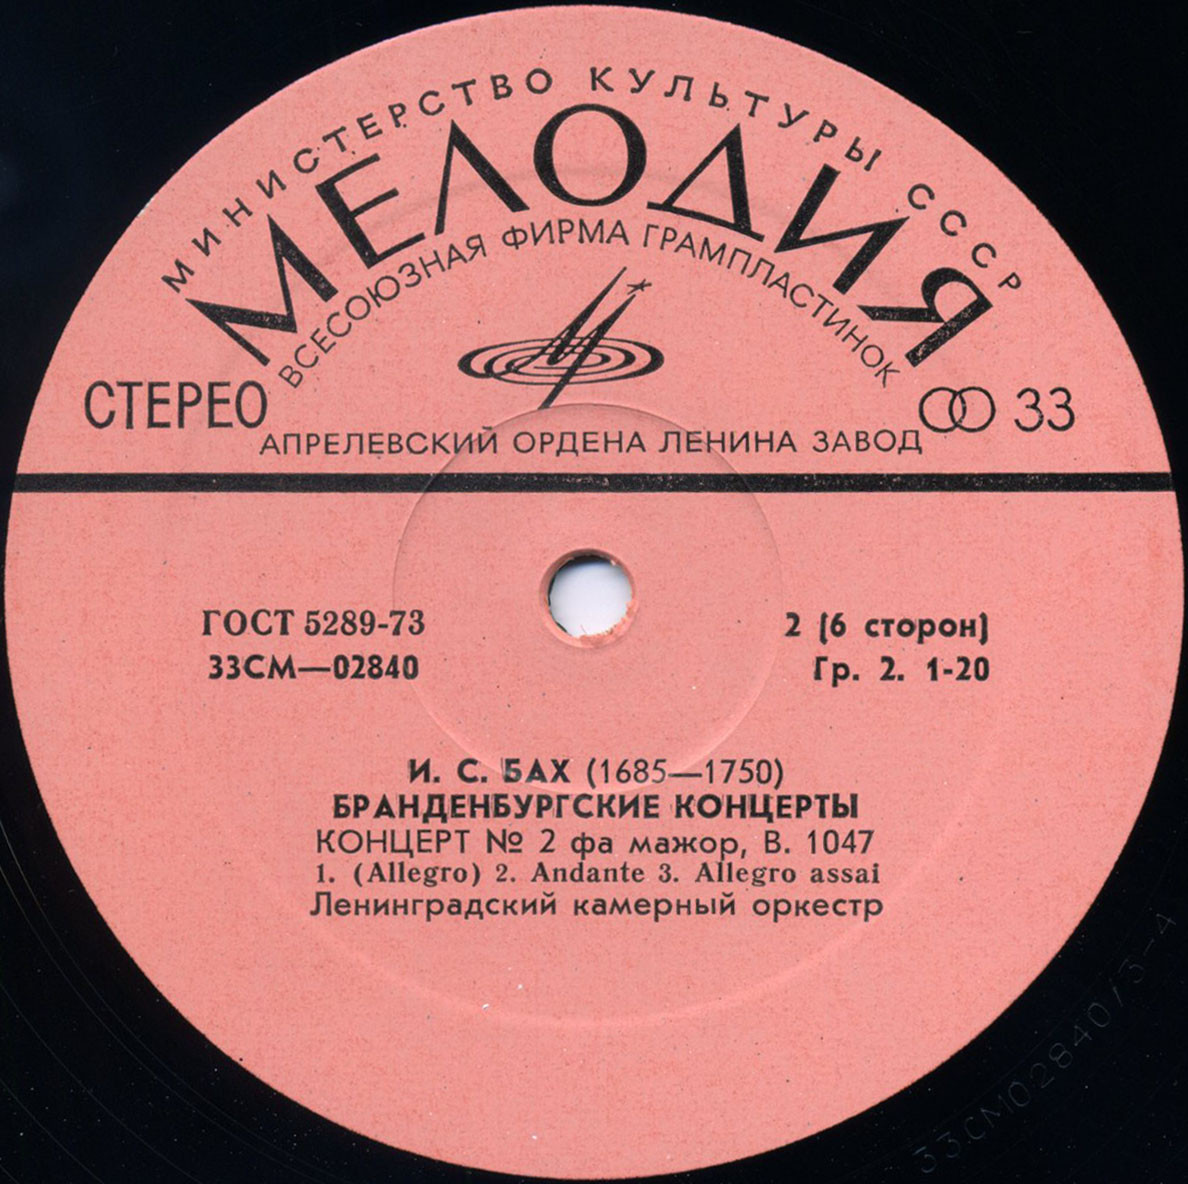 МИНИСТЕРСТВО КУЛЬТУРЫ СССР
МЕЛОДИЯ
ВСЕСОЮЗНАЯ ФИРМА ГРАМПЛАСТИНОК
СТЕРЕО
33
АПРЕЛЕВСКИЙ ОРДЕНА ЛЕНИНА ЗАВОД
ГОСТ 5289-73
2 (6 сторон)
33СМ—02840
Гр. 2. 1-20
И. С. БАХ (1685—1750)
БРАНДЕНБУРГСКИЕ КОНЦЕРТЫ
КОНЦЕРТ № 2 фа мажор, В. 1047
1. (Allegro) 2. Andante 3. Allegro assai
Ленинградский камерный оркестр
33СМ02840/3-4